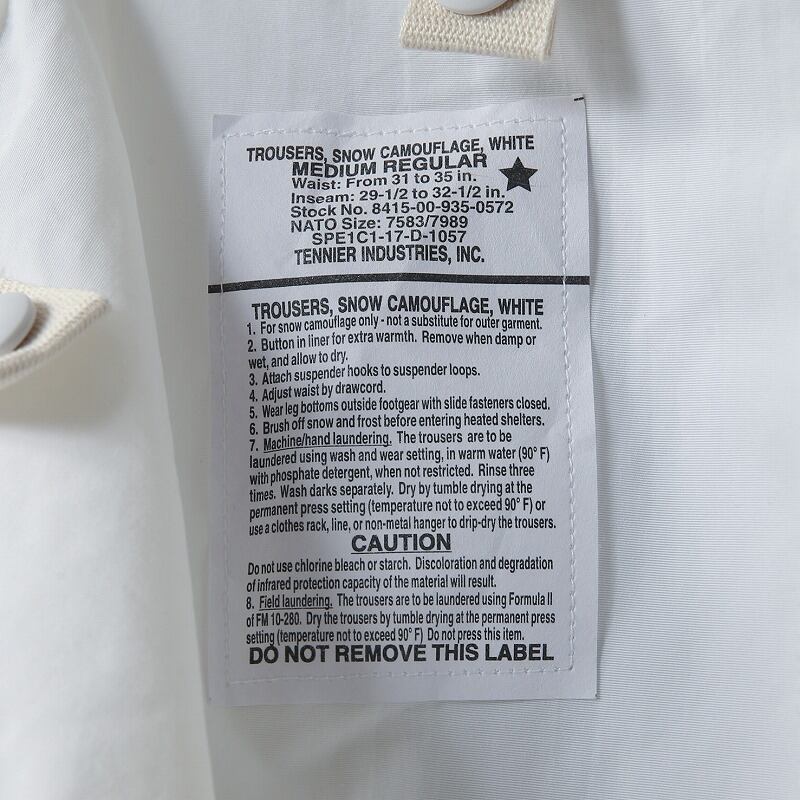 TROUSERS, SNOW CAMOUFLAGE, WHITE
MEDIUM REGULAR
Waist: From 31 to 35 in.
Inseam: 29-1/2 to 32-1/2 in.
Stock No. 8415-00-935-0572
NATO Size: 7583/7989
SPE1C1-17-D-1057
TENNIER INDUSTRIES, INC.
TROUSERS, SNOW CAMOUFLAGE, WHITE
1. For snow camouflage only - not a substitute for outer garment.
2. Button in liner for extra warmth. Remove when damp or
wet, and allow to dry.
3. Attach suspender hooks to suspender loops.
4. Adjust waist by drawcord.
5. Wear leg bottoms outside footgear with slide fasteners closed.
6. Brush off snow and frost before entering heated shelters.
7. Machine/hand laundering. The trousers are to be
laundered using wash and wear setting, in warm water (90° F)
with phosphate detergent, when not restricted. Rinse three
times. Wash darks separately. Dry by tumble drying at the
permanent press setting (temperature not to exceed 90° F) or
use a clothes rack, line, or non-metal hanger to drip-dry the trousers.
CAUTION
Do not use chlorine bleach or starch. Discoloration and degradation
of infrared protection capacity of the material will result.
8. Field laundering. The trousers are to be laundered using Formula II
of FM 10-280. Dry the trousers by tumble drying at the permanent press
setting (temperature not to exceed 90° F) Do not press this item.
DO NOT REMOVE THIS LABEL